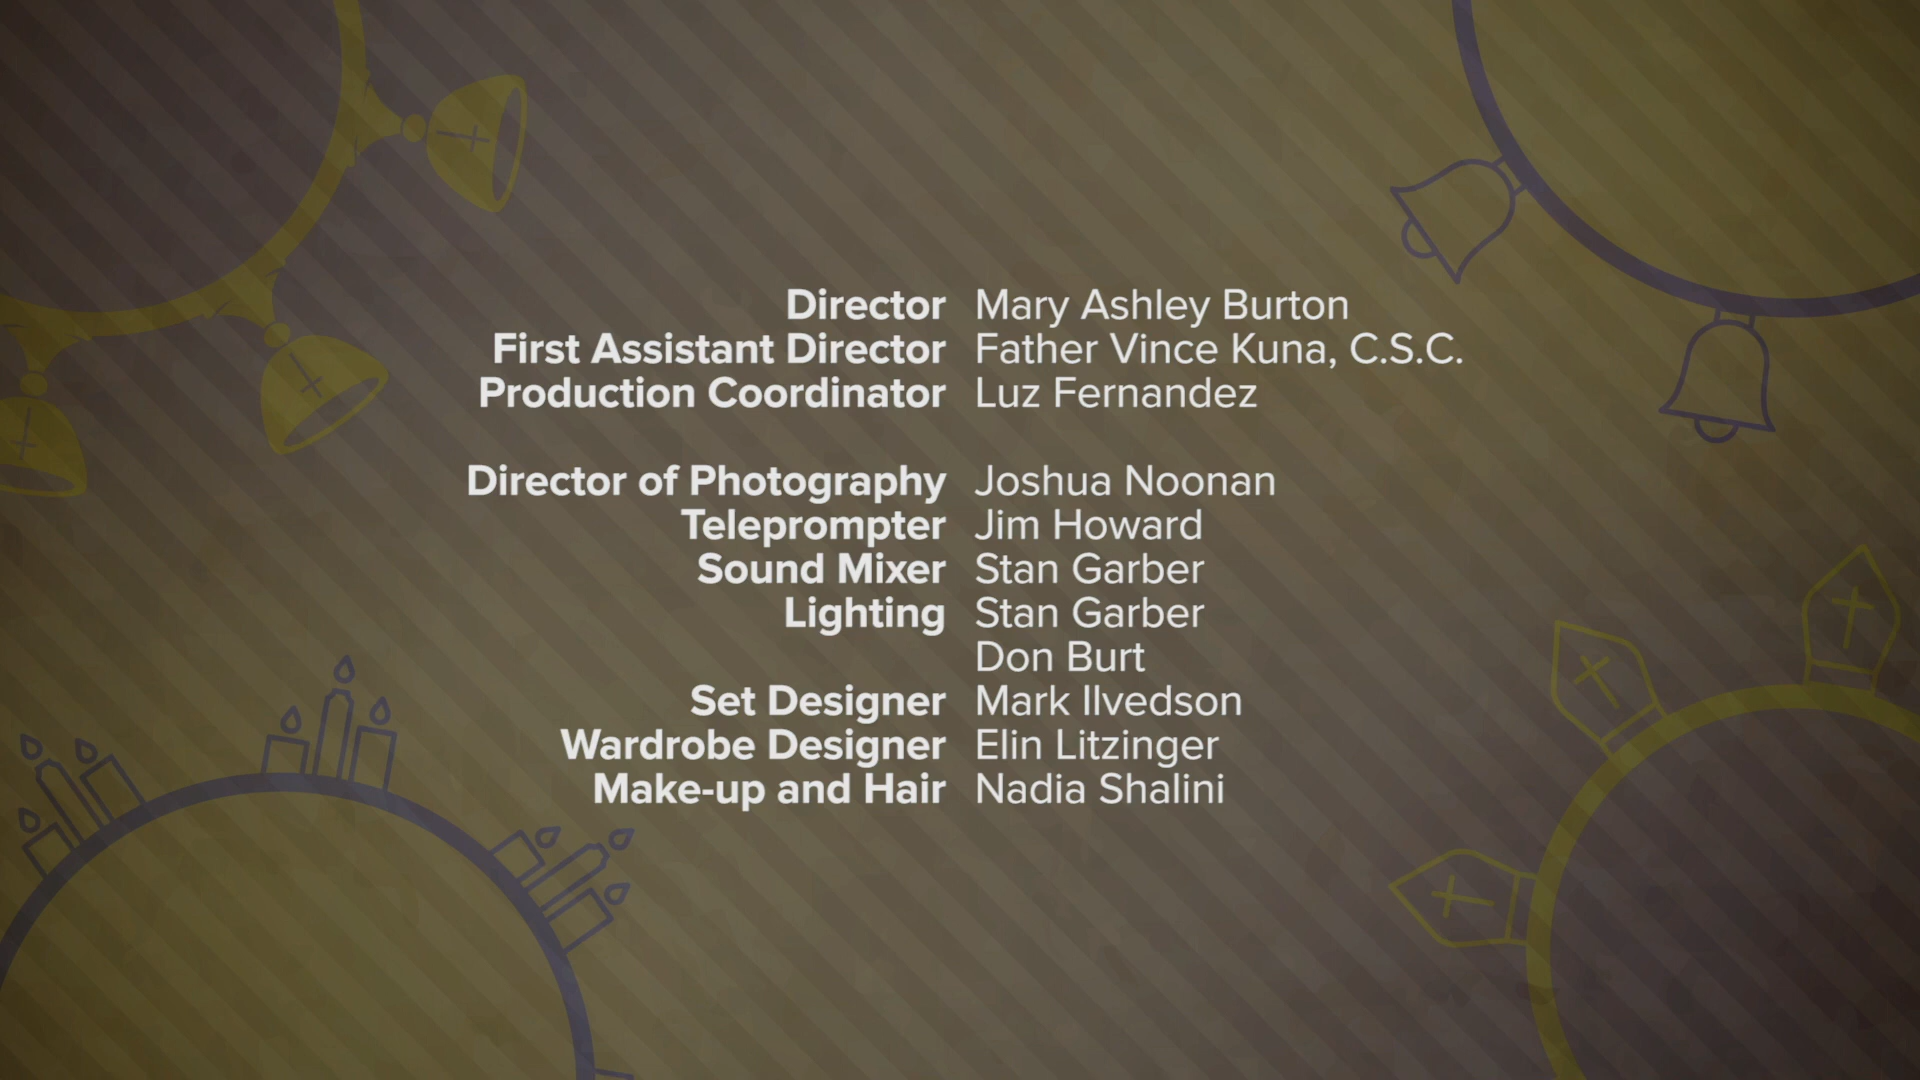 Director Mary Ashley Burton
First Assistant Director Father Vince Kuna, C.S.C.
Production Coordinator Luz Fernandez
Director of Photography Joshua Noonan
Teleprompter Jim Howard
Sound Mixer Stan Garber
Lighting Stan Garber
Don Burt
Set Designer Mark Ilvedson
Wardrobe Designer Elin Litzinger
Make-up and Hair Nadia Shalini